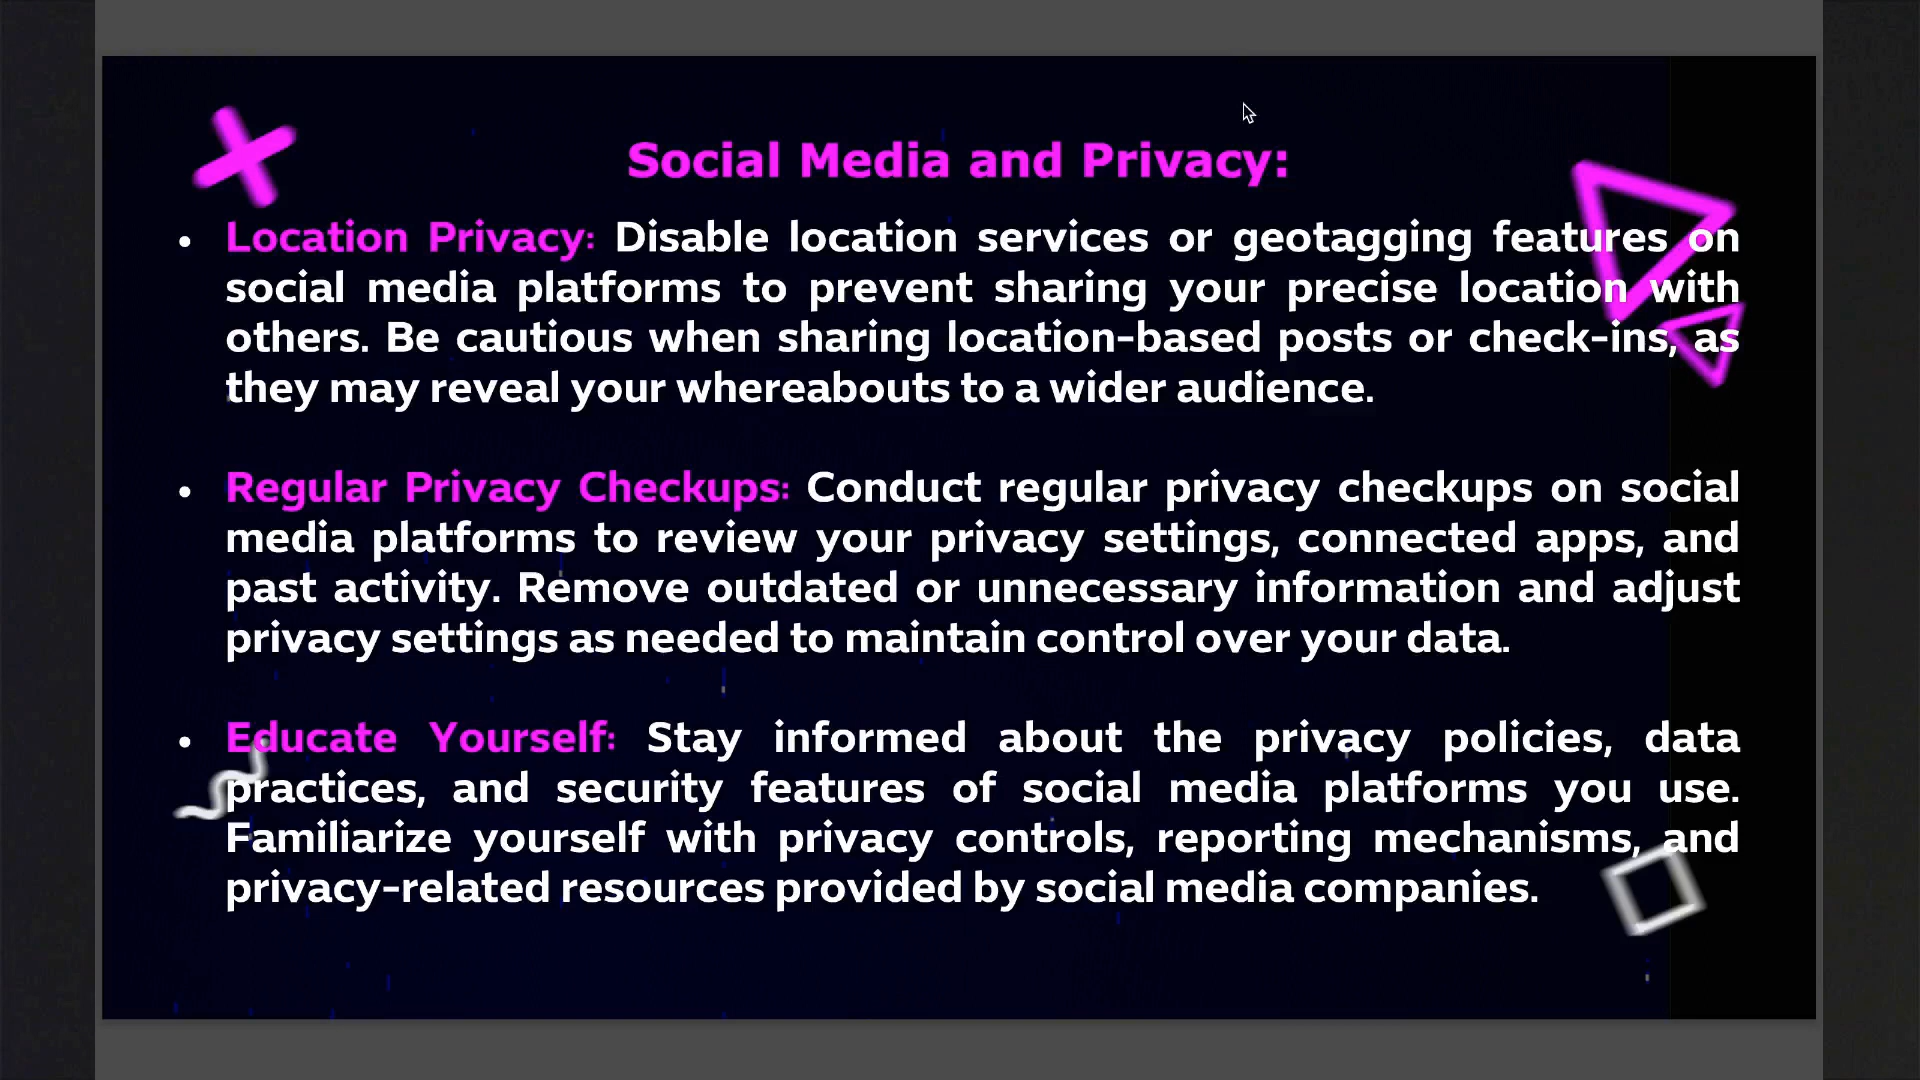 Social Media and Privacy:
• Location Privacy: Disable location services or geotagging features on
social media platforms to prevent sharing your precise location with
others. Be cautious when sharing location-based posts or check-ins, as
they may reveal your whereabouts to a wider audience.
• Regular Privacy Checkups: Conduct regular privacy checkups on social
media platforms to review your privacy settings, connected apps, and
past activity. Remove outdated or unnecessary information and adjust
privacy settings as needed to maintain control over your data.
• Educate Yourself: Stay informed about the privacy policies, data
practices, and security features of social media platforms you use.
Familiarize yourself with privacy controls, reporting mechanisms, and
privacy-related resources provided by social media companies.